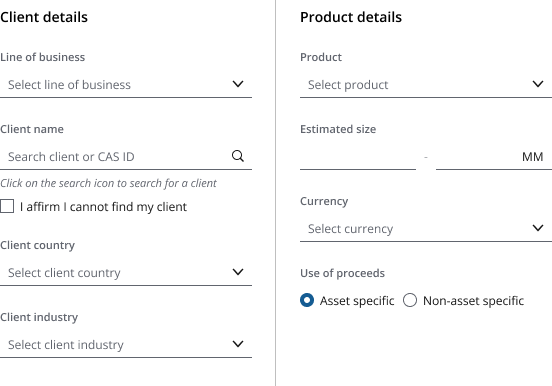 Client details
Line of business
Select line of business
Client name
Search client or CAS ID
Click on the search icon to search for a client
I affirm I cannot find my client
Client country
Select client country
Client industry
Select client industry
Product details
Product
Select product
Estimated size
- MM
Currency
Select currency
Use of proceeds
Asset specific Non-asset specific